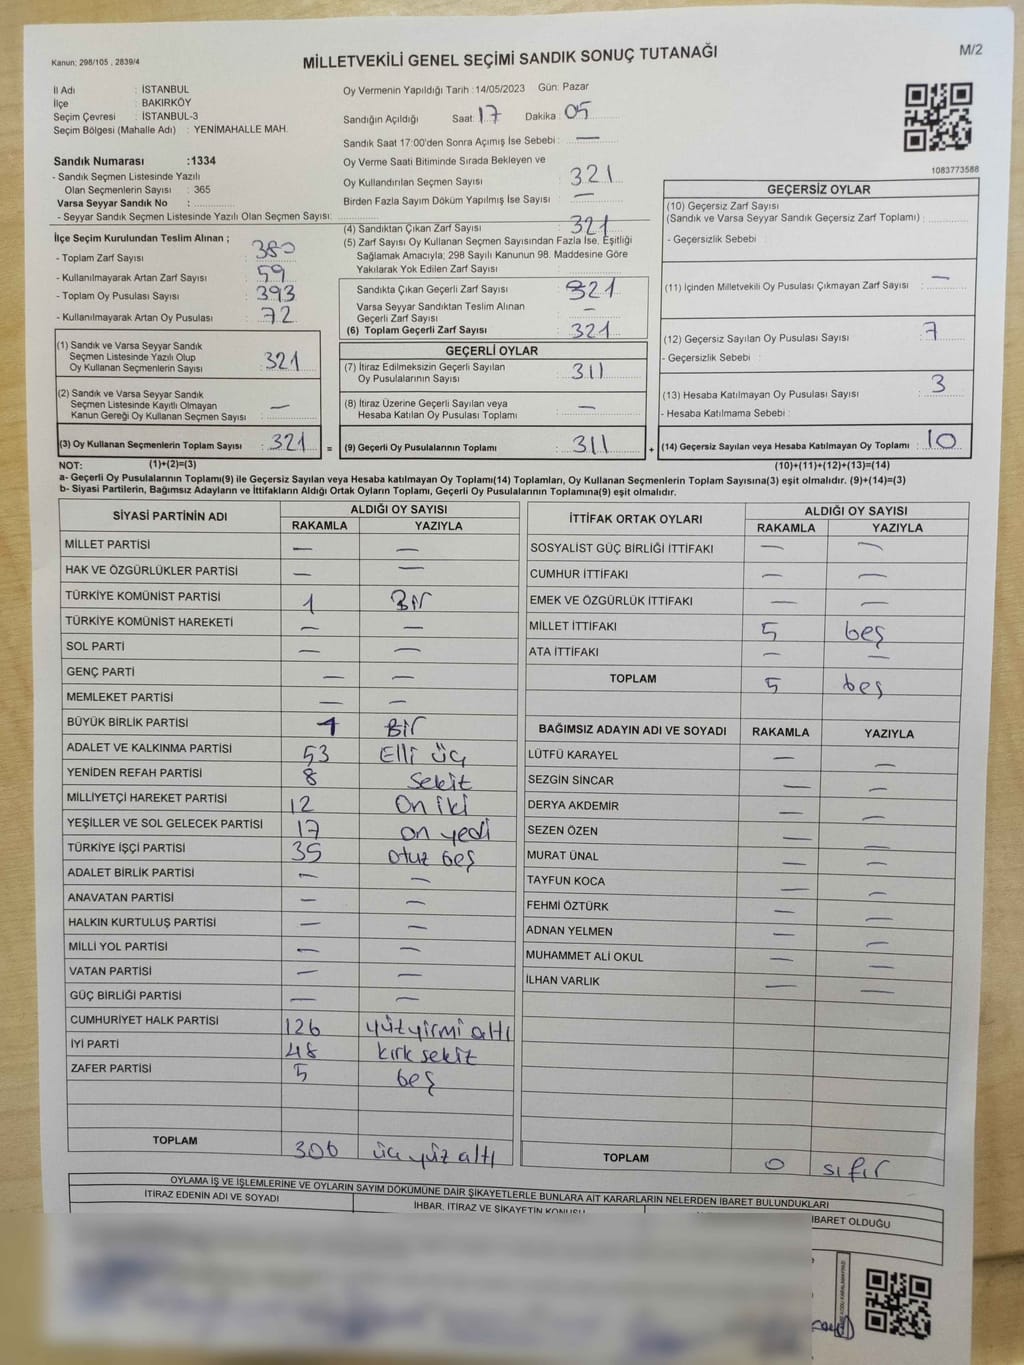 Kanun: 298/105 , 2839/4
MİLLETVEKİLİ GENEL SEÇİMİ SANDIK SONUÇ TUTANAĞI
M/2
İl Adı : İSTANBUL
İlçe : BAKIRKÖY
Seçim Çevresi : İSTANBUL-3
Seçim Bölgesi (Mahalle Adı) : YENİMAHALLE MAH.
Sandık Numarası :1334
- Sandık Seçmen Listesinde Yazılı
Olan Seçmenlerin Sayısı : 365
Varsa Seyyar Sandık No :
- Seyyar Sandık Seçmen Listesinde Yazılı Olan Seçmen Sayısı:
Oy Vermenin Yapıldığı Tarih : 14/05/2023 Gün: Pazar
Sandığın Açıldığı Saat: 17 Dakika : 05
Sandık Saat 17:00'den Sonra Açımış İse Sebebi : —
Oy Verme Saati Bitiminde Sırada Bekleyen ve
Oy Kullandırılan Seçmen Sayısı : 321
Birden Fazla Sayım Döküm Yapılmış İse Sayısı : —
1083773588
İlçe Seçim Kurulundan Teslim Alınan ;
- Toplam Zarf Sayısı : 380
- Kullanılmayarak Artan Zarf Sayısı : 59
- Toplam Oy Pusulası Sayısı : 393
- Kullanılmayarak Artan Oy Pusulası : 72
(1) Sandık ve Varsa Seyyar Sandık
Seçmen Listesinde Yazılı Olup
Oy Kullanan Seçmenlerin Sayısı : 321
(2) Sandık ve Varsa Seyyar Sandık
Seçmen Listesinde Kayıtlı Olmayan
Kanun Gereği Oy Kullanan Seçmen Sayısı : —
(3) Oy Kullanan Seçmenlerin Toplam Sayısı : 321 =
(4) Sandıktan Çıkan Zarf Sayısı : 321
(5) Zarf Sayısı Oy Kullanan Seçmen Sayısından Fazla İse, Eşitliği
Sağlamak Amacıyla; 298 Sayılı Kanunun 98. Maddesine Göre
Yakılarak Yok Edilen Zarf Sayısı :
Sandıkta Çıkan Geçerli Zarf Sayısı : 321
Varsa Seyyar Sandıktan Teslim Alınan
Geçerli Zarf Sayısı : —
(6) Toplam Geçerli Zarf Sayısı : 321
GEÇERLİ OYLAR
(7) İtiraz Edilmeksizin Geçerli Sayılan
Oy Pusulalarının Sayısı : 311
(8) İtiraz Üzerine Geçerli Sayılan veya
Hesaba Katılan Oy Pusulası Toplamı : —
(9) Geçerli Oy Pusulalarının Toplamı : 311 +
GEÇERSİZ OYLAR
(10) Geçersiz Zarf Sayısı
(Sandık ve Varsa Seyyar Sandık Geçersiz Zarf Toplamı) :
- Geçersizlik Sebebi :
(11) İçinden Milletvekili Oy Pusulası Çıkmayan Zarf Sayısı : —
(12) Geçersiz Sayılan Oy Pusulası Sayısı : 7
- Geçersizlik Sebebi :
(13) Hesaba Katılmayan Oy Pusulası Sayısı : 3
- Hesaba Katılmama Sebebi :
(14) Geçersiz Sayılan veya Hesaba Katılmayan Oy Toplamı : 10
NOT: (1)+(2)=(3) (10)+(11)+(12)+(13)=(14)
a- Geçerli Oy Pusulalarının Toplamı(9) ile Geçersiz Sayılan veya Hesaba katılmayan Oy Toplamı(14) Toplamları, Oy Kullanan Seçmenlerin Toplam Sayısına(3) eşit olmalıdır. (9)+(14)=(3)
b- Siyasi Partilerin, Bağımsız Adayların ve İttifakların Aldığı Ortak Oyların Toplamı, Geçerli Oy Pusulalarının Toplamına(9) eşit olmalıdır.
SİYASİ PARTİNİN ADI ALDIĞI OY SAYISI
RAKAMLA YAZIYLA
MİLLET PARTİSİ — —
HAK VE ÖZGÜRLÜKLER PARTİSİ — —
TÜRKİYE KOMÜNİST PARTİSİ 1 Bir
TÜRKİYE KOMÜNİST HAREKETİ — —
SOL PARTİ — —
GENÇ PARTİ — —
MEMLEKET PARTİSİ — —
BÜYÜK BİRLİK PARTİSİ 1 Bir
ADALET VE KALKINMA PARTİSİ 53 Elli üç
YENİDEN REFAH PARTİSİ 8 Sekiz
MİLLİYETÇİ HAREKET PARTİSİ 12 On iki
YEŞİLLER VE SOL GELECEK PARTİSİ 17 on yedi
TÜRKİYE İŞÇİ PARTİSİ 35 otuz beş
ADALET BİRLİK PARTİSİ — —
ANAVATAN PARTİSİ — —
HALKIN KURTULUŞ PARTİSİ — —
MİLLİ YOL PARTİSİ — —
VATAN PARTİSİ — —
GÜÇ BİRLİĞİ PARTİSİ — —
CUMHURİYET HALK PARTİSİ 126 yüzyirmi altı
İYİ PARTİ 48 kırk sekiz
ZAFER PARTİSİ 5 beş
TOPLAM 306 üç yüz altı
İTTİFAK ORTAK OYLARI ALDIĞI OY SAYISI
RAKAMLA YAZIYLA
SOSYALİST GÜÇ BİRLİĞİ İTTİFAKI — —
CUMHUR İTTİFAKI — —
EMEK VE ÖZGÜRLÜK İTTİFAKI — —
MİLLET İTTİFAKI 5 beş
ATA İTTİFAKI — —
TOPLAM 5 beş
BAĞIMSIZ ADAYIN ADI VE SOYADI RAKAMLA YAZIYLA
LÜTFÜ KARAYEL — —
SEZGİN SİNCAR — —
DERYA AKDEMİR — —
SEZEN ÖZEN — —
MURAT ÜNAL — —
TAYFUN KOCA — —
FEHMİ ÖZTÜRK — —
ADNAN YELMEN — —
MUHAMMET ALİ OKUL — —
İLHAN VARLIK — —
TOPLAM 0 sıfır
OYLAMA İŞ VE İŞLEMLERİNE VE OYLARIN SAYIM DÖKÜMÜNE DAİR ŞİKAYETLERLE BUNLARA AİT KARARLARIN NELERDEN İBARET BULUNDUKLARI
İTİRAZ EDENİN ADI VE SOYADI İHBAR, İTİRAZ VE ŞİKAYETİN KONUSU İBARET OLDUĞU